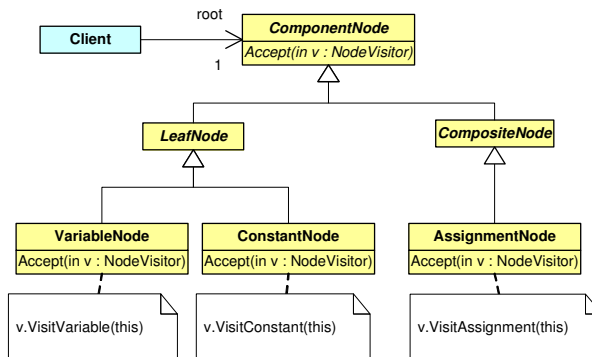 root
ComponentNode
Client
Accept(in v : NodeVisitor)
1
LeafNode
CompositeNode
VariableNode
ConstantNode
AssignmentNode
Accept(in v : NodeVisitor)
Accept(in v : NodeVisitor)
Accept(in v : NodeVisitor)
v.VisitVariable(this)
v.VisitConstant(this)
v.VisitAssignment(this)